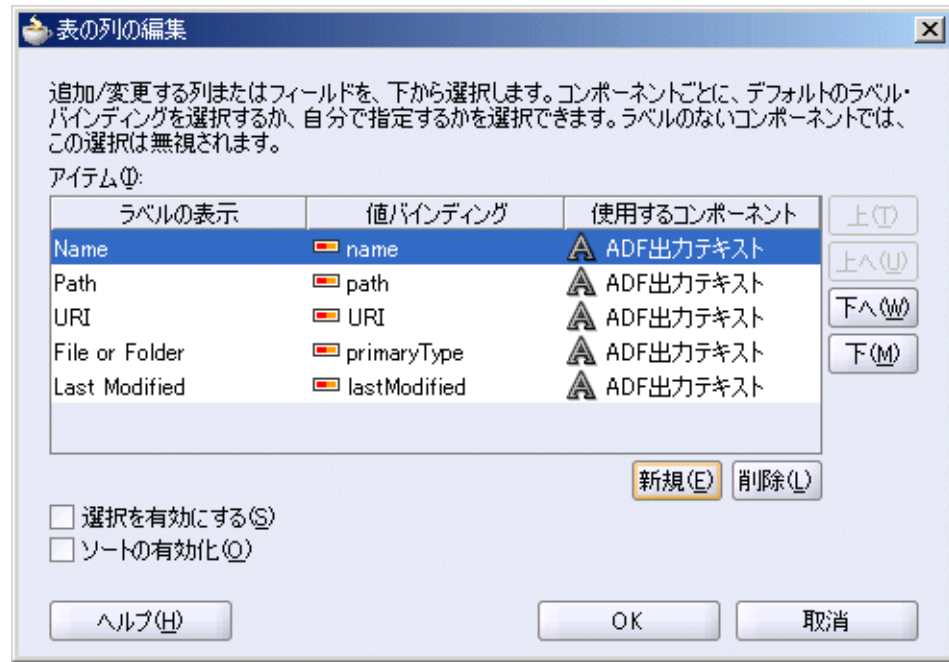 表の列の編集
追加/変更する列またはフィールドを、下から選択します。コンポーネントごとに、デフォルトのラベル・
バインディングを選択するか、自分で指定するかを選択できます。ラベルのないコンポーネントでは、
この選択は無視されます。
アイテム(I):
ラベルの表示 値バインディング 使用するコンポーネント
上(T)
Name name ADF出力テキスト
上へ(U)
Path path ADF出力テキスト
URI URI ADF出力テキスト
下へ(W)
File or Folder primaryType ADF出力テキスト
下(M)
Last Modified lastModified ADF出力テキスト
新規(E) 削除(L)
選択を有効にする(S)
ソートの有効化(O)
ヘルプ(H) OK 取消